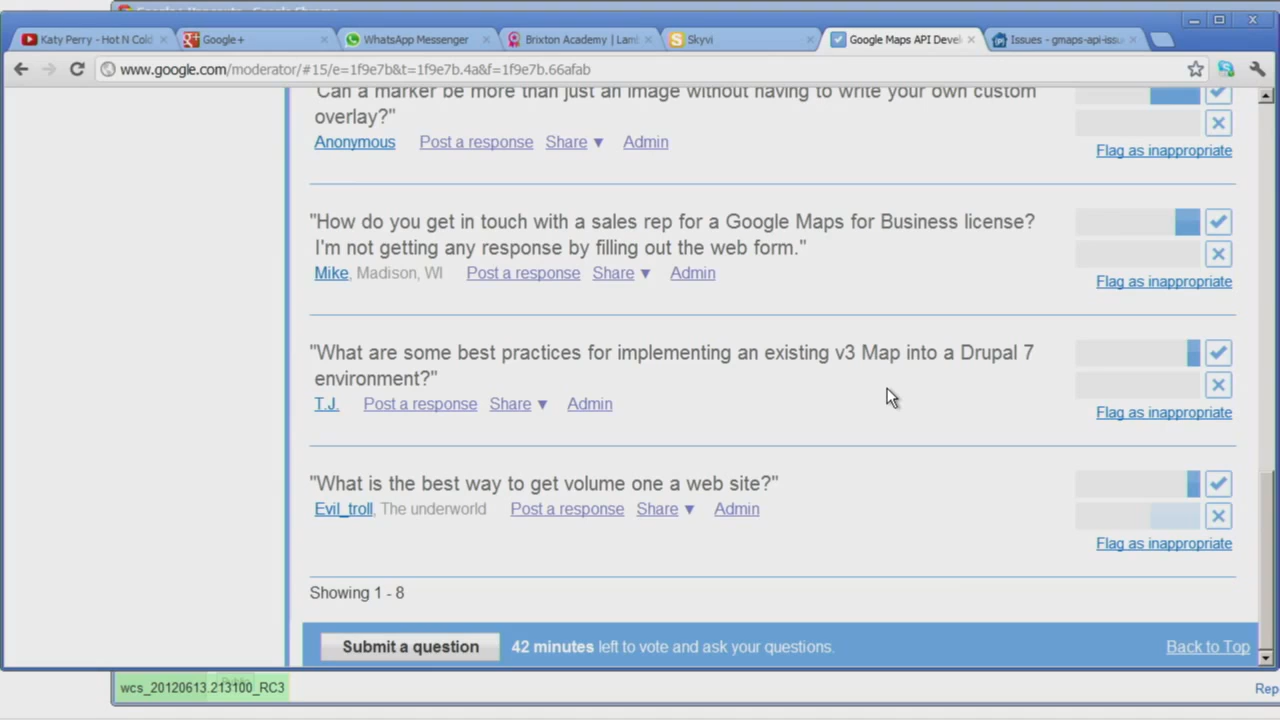 Katy Perry - Hot N Cold
Google+
WhatsApp Messenger
Brixton Academy | Lam
Skyvi
Google Maps API Devel
Issues - gmaps-api-issu
www.google.com/moderator/#15/e=1f9e7b&t=1f9e7b.4a&f=1f9e7b.66afab
"Can a marker be more than just an image without having to write your own custom
overlay?"
Anonymous Post a response Share ▼ Admin
Flag as inappropriate
"How do you get in touch with a sales rep for a Google Maps for Business license?
I'm not getting any response by filling out the web form."
Mike, Madison, WI Post a response Share ▼ Admin
Flag as inappropriate
"What are some best practices for implementing an existing v3 Map into a Drupal 7
environment?"
T.J. Post a response Share ▼ Admin
Flag as inappropriate
"What is the best way to get volume one a web site?"
Evil_troll, The underworld Post a response Share ▼ Admin
Flag as inappropriate
Showing 1 - 8
Submit a question 42 minutes left to vote and ask your questions. Back to Top
wcs_20120613.213100_RC3
Rep